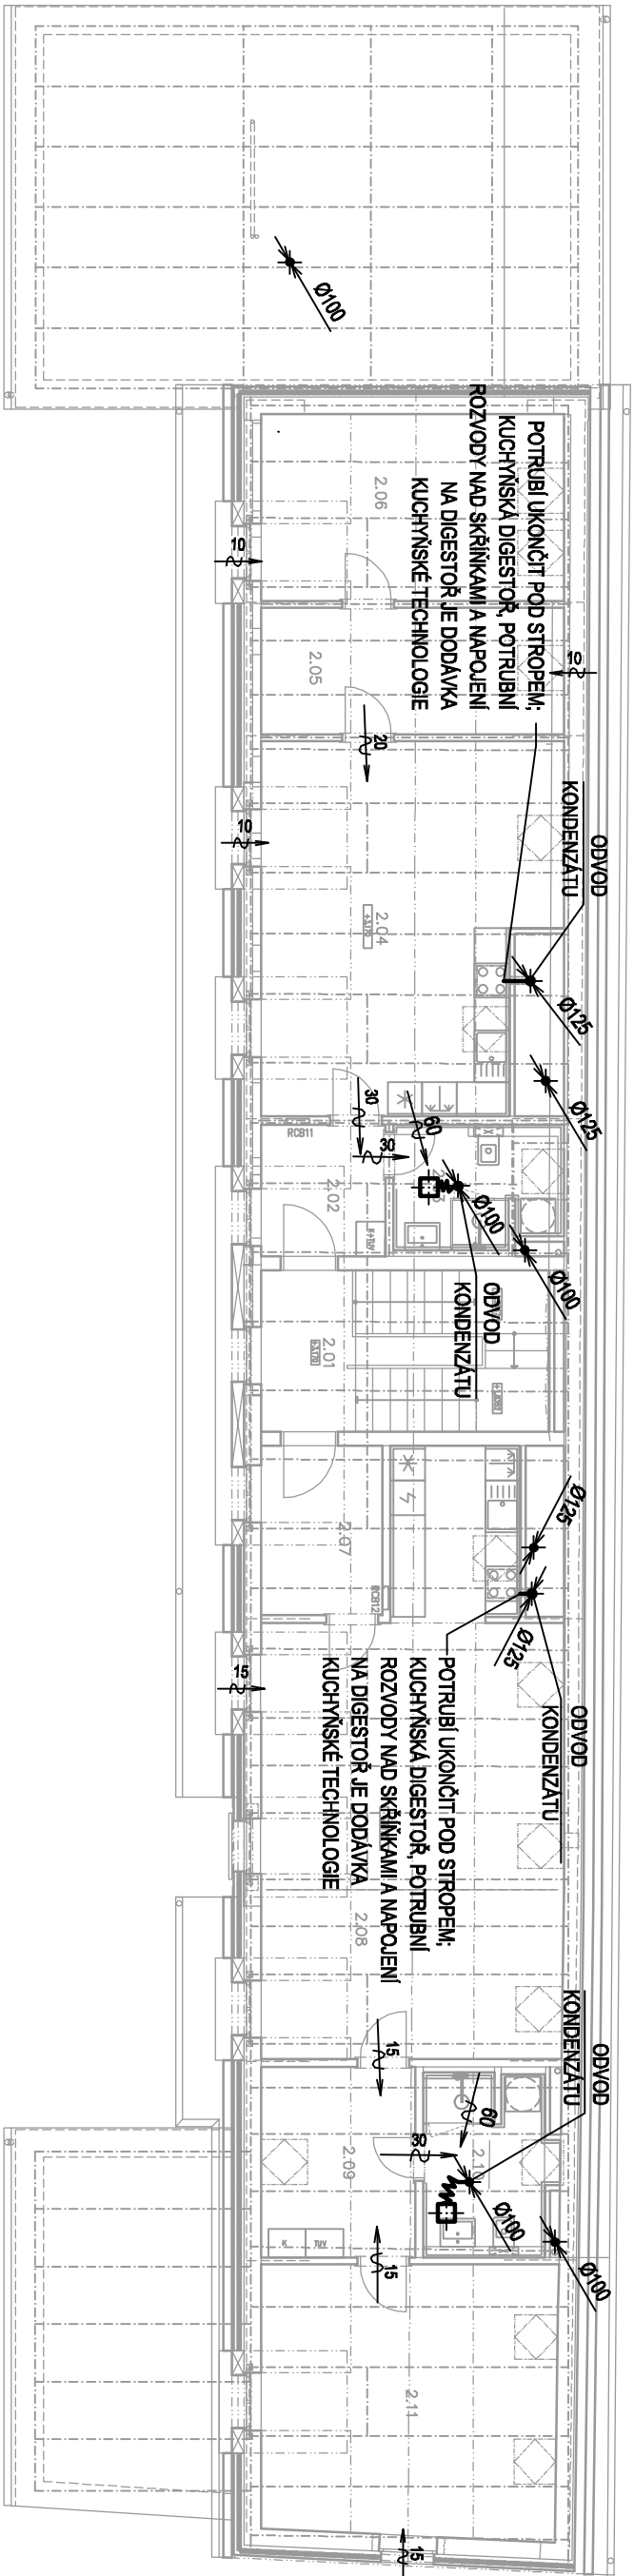 Ø100
POTRUBÍ UKONČIT POD STROPEM;
KUCHYŇSKÁ DIGESTOŘ, POTRUBNÍ
ROZVODY NAD SKŘÍŇKAMI A NAPOJENÍ
NA DIGESTOŘ JE DODÁVKA
KUCHYŇSKÉ TECHNOLOGIE
2.06
10
2.05
10
20
10
2.04
ODVOD
KONDENZÁTU
Ø125
Ø125
30
30
60
RCB11
2.02
K+TUV
Ø100
Ø100
ODVOD
KONDENZÁTU
2.01
2.07
RCB12
Ø125
Ø125
ODVOD
KONDENZÁTU
15
POTRUBÍ UKONČIT POD STROPEM;
KUCHYŇSKÁ DIGESTOŘ, POTRUBNÍ
ROZVODY NAD SKŘÍŇKAMI A NAPOJENÍ
NA DIGESTOŘ JE DODÁVKA
KUCHYŇSKÉ TECHNOLOGIE
2.08
15
ODVOD
KONDENZÁTU
60
30
2.09
K
TUV
Ø100
Ø100
15
2.11
15